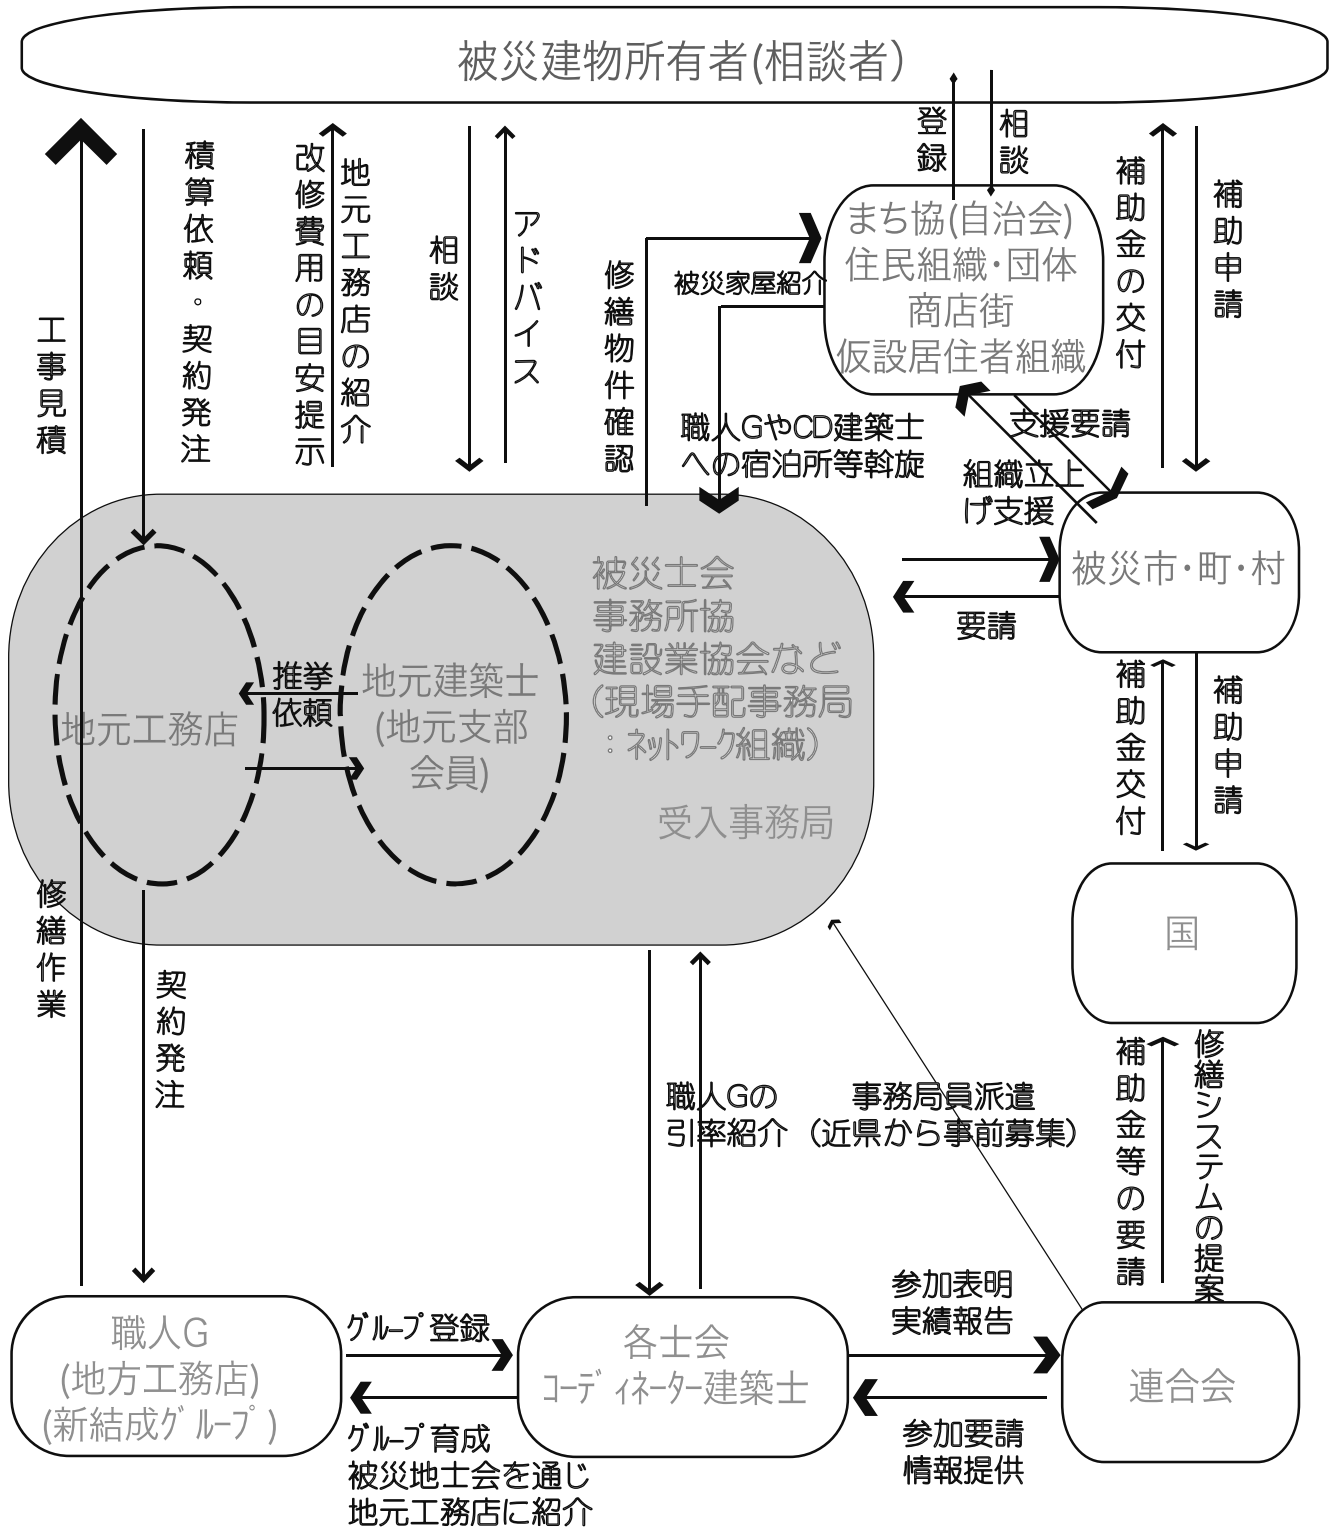 被災建物所有者(相談者)
登録
相談
工事見積
積算依頼・契約発注
改修費用の目安提示
地元工務店の紹介
相談
アドバイス
修繕物件確認
被災家屋紹介
まち協(自治会)
住民組織・団体
商店街
仮設居住者組織
補助金の交付
補助申請
職人GやCD建築士
への宿泊所等斡旋
支援要請
組織立上
げ支援
被災市・町・村
要請
被災士会
事務所協
建設業協会など
(現場手配事務局
:ネットワーク組織)
受入事務局
地元工務店
推挙
依頼
地元建築士
(地元支部
会員)
補助金交付
補助申請
国
修繕作業
契約発注
職人Gの
引率紹介
事務局員派遣
(近県から事前募集)
補助金等の要請
修繕システムの提案
職人G
(地方工務店)
(新結成グループ)
グループ登録
グループ育成
被災地士会を通じ
地元工務店に紹介
各士会
コーディネーター建築士
参加表明
実績報告
参加要請
情報提供
連合会